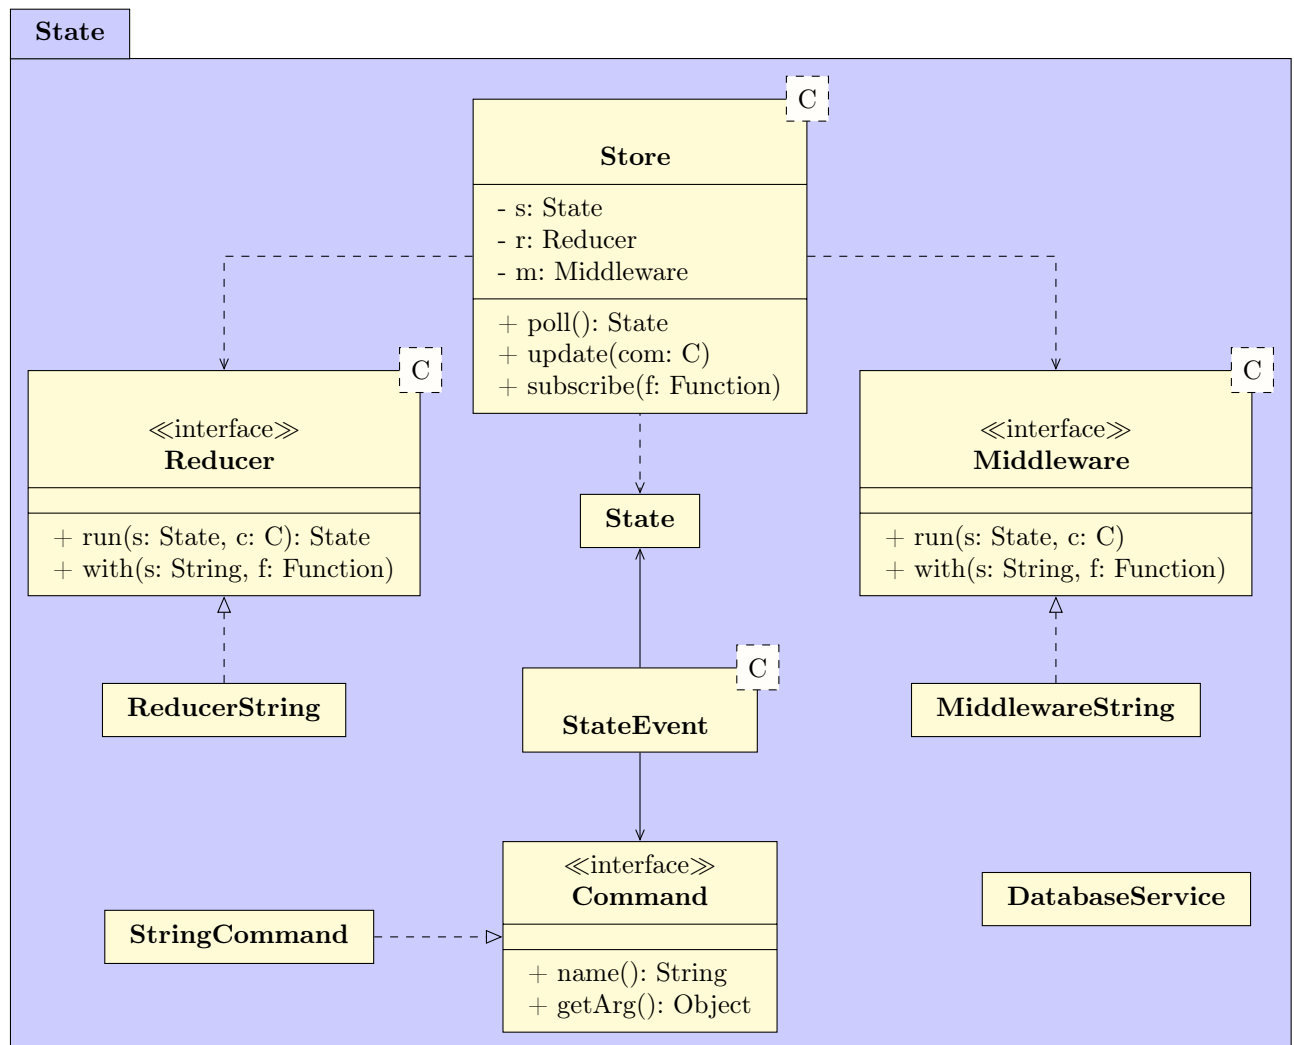 State
C
Store
- s: State
- r: Reducer
- m: Middleware
+ poll(): State
+ update(com: C)
+ subscribe(f: Function)
C
≪interface≫
Reducer
+ run(s: State, c: C): State
+ with(s: String, f: Function)
C
≪interface≫
Middleware
+ run(s: State, c: C)
+ with(s: String, f: Function)
State
C
StateEvent
ReducerString
MiddlewareString
≪interface≫
Command
+ name(): String
+ getArg(): Object
StringCommand
DatabaseService